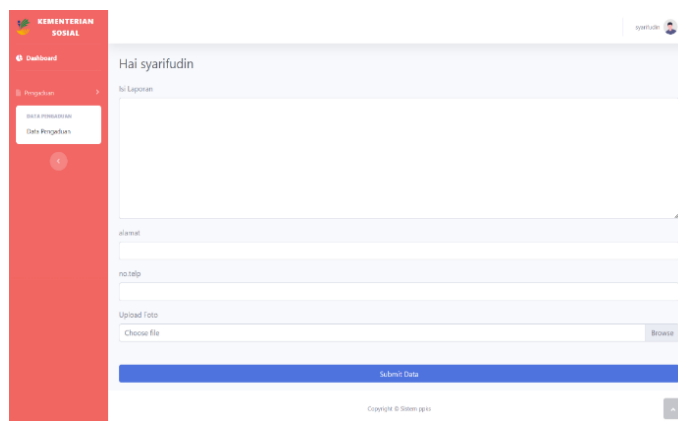 KEMENTERIAN
SOSIAL
syarifudin
Dashboard
Hai syarifudin
Pengaduan
Isi Laporan
DATA PENGADUAN
Data Pengaduan
alamat
no.telp
Upload Foto
Choose file
Browse
Submit Data
Copyright © Sistem